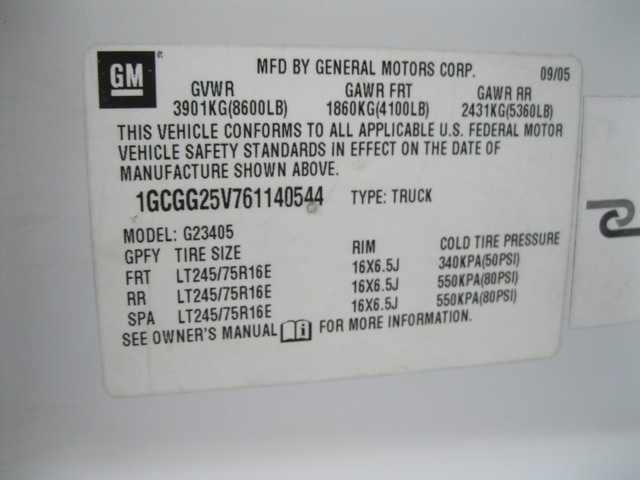 GM
MFD BY GENERAL MOTORS CORP. 09/05
GVWR GAWR FRT GAWR RR
3901KG(8600LB) 1860KG(4100LB) 2431KG(5360LB)
THIS VEHICLE CONFORMS TO ALL APPLICABLE U.S. FEDERAL MOTOR
VEHICLE SAFETY STANDARDS IN EFFECT ON THE DATE OF
MANUFACTURE SHOWN ABOVE.
1GCGG25V761140544 TYPE: TRUCK
MODEL: G23405
GPFY TIRE SIZE RIM COLD TIRE PRESSURE
FRT LT245/75R16E 16X6.5J 340KPA(50PSI)
RR LT245/75R16E 16X6.5J 550KPA(80PSI)
SPA LT245/75R16E 16X6.5J 550KPA(80PSI)
SEE OWNER'S MANUAL FOR MORE INFORMATION.